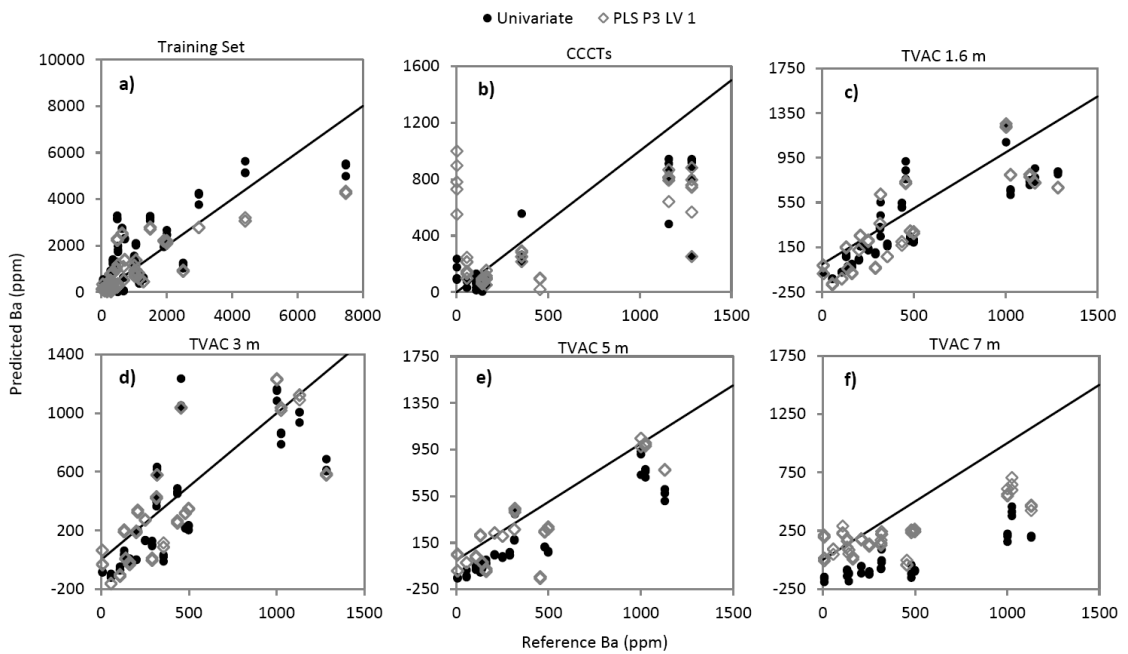 Univariate PLS P3 LV 1
Training Set
CCCTs
TVAC 1.6 m
10000
8000
6000
4000
2000
0
a)
0 2000 4000 6000 8000
1600
1200
800
400
0
b)
0 500 1000 1500
1750
1350
950
550
150
-250
c)
0 500 1000 1500
Predicted Ba (ppm)
TVAC 3 m
TVAC 5 m
TVAC 7 m
1400
1000
600
200
-200
d)
0 500 1000 1500
1750
1350
950
550
150
-250
e)
0 500 1000 1500
1750
1250
750
250
-250
f)
0 500 1000 1500
Reference Ba (ppm)